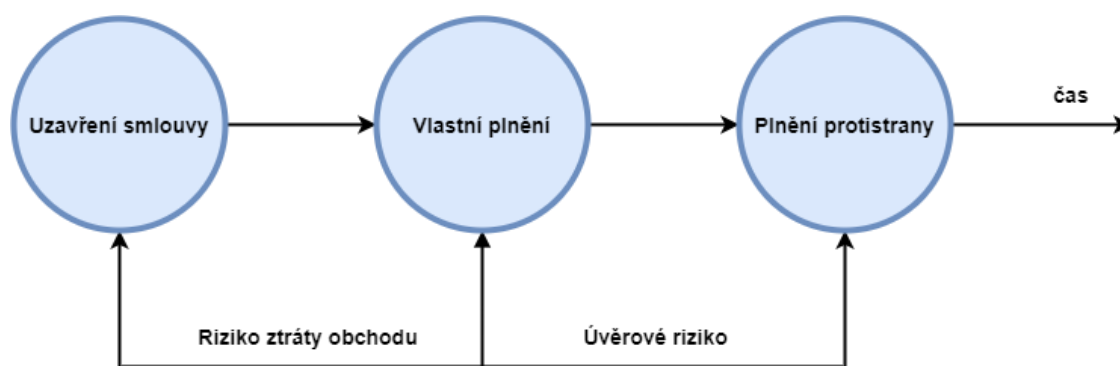 Uzavření smlouvy
Vlastní plnění
Plnění protistrany
čas
Riziko ztráty obchodu
Úvěrové riziko